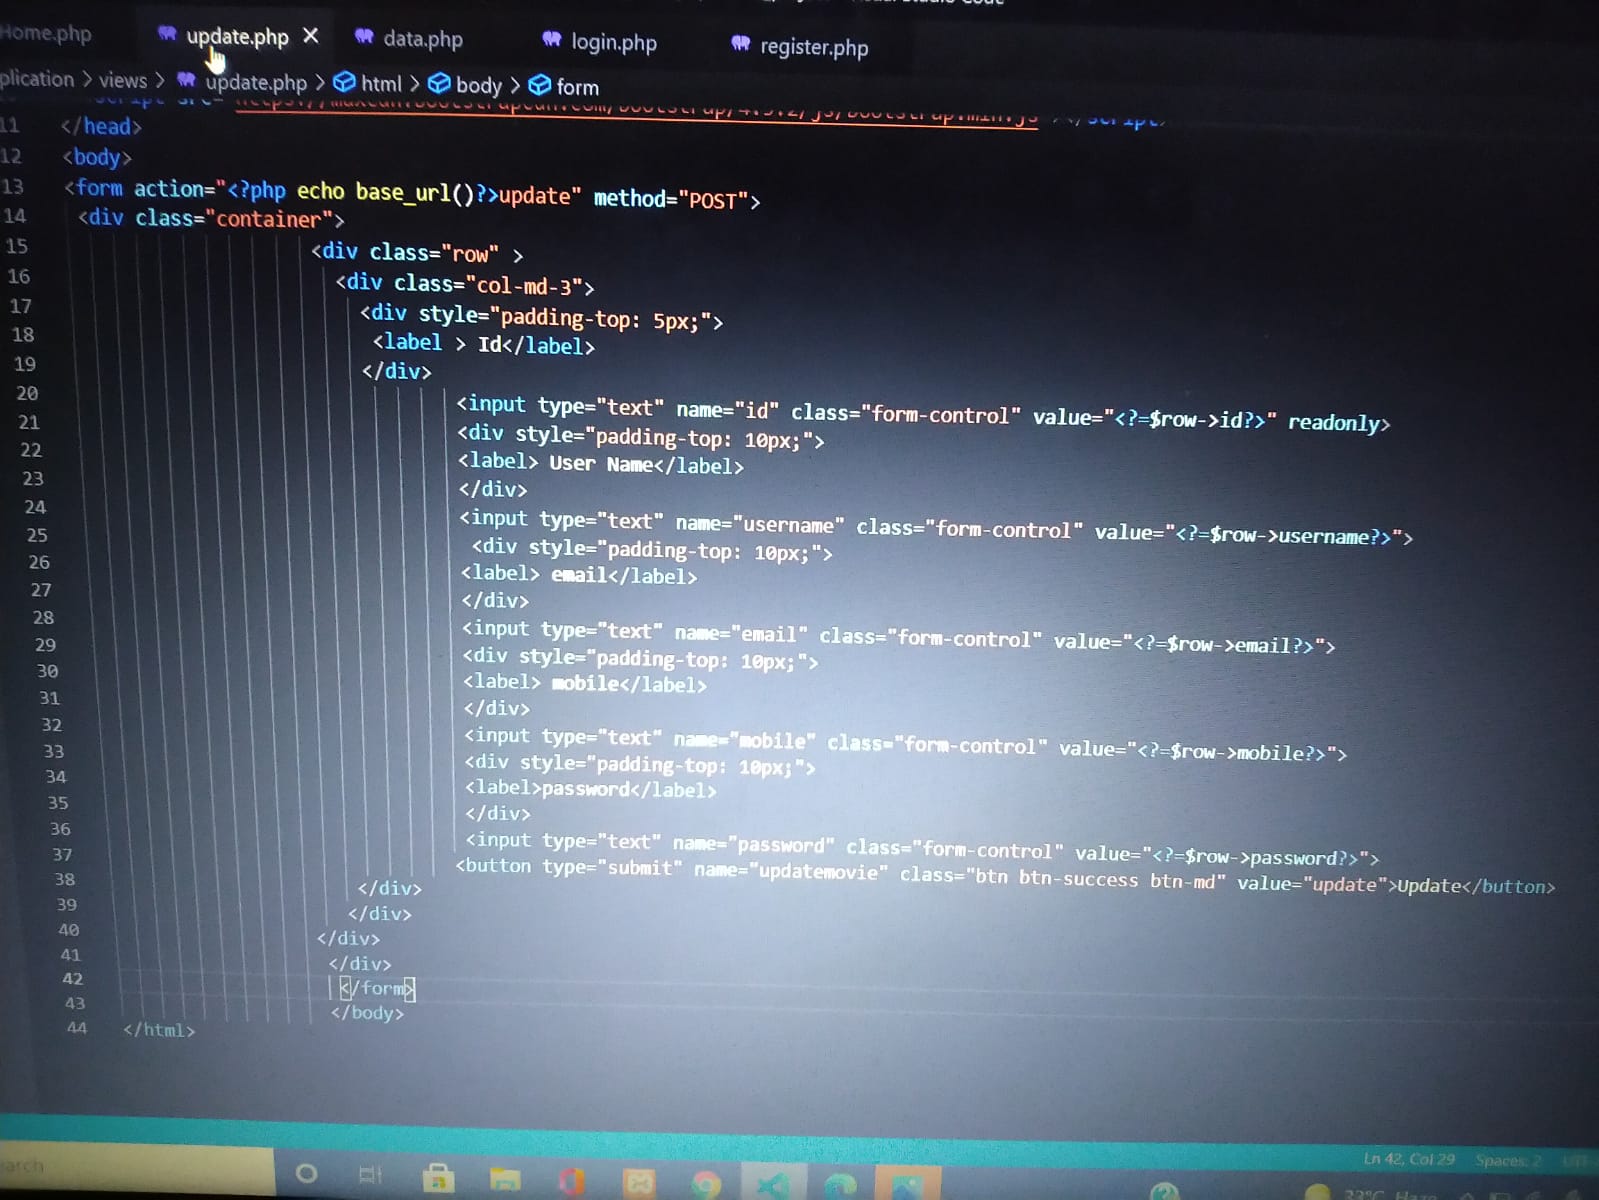 Home.php update.php data.php login.php register.php
plication > views > update.php > html > body > form
11 </head>
12 <body>
13 <form action="<?php echo base_url()?>update" method="POST">
14 <div class="container">
15 <div class="row" >
16 <div class="col-md-3">
17 <div style="padding-top: 5px;">
18 <label > Id</label>
19 </div>
20 <input type="text" name="id" class="form-control" value="<?=$row->id?>" readonly>
21 <div style="padding-top: 10px;">
22 <label> User Name</label>
23 </div>
24 <input type="text" name="username" class="form-control" value="<?=$row->username?>">
25 <div style="padding-top: 10px;">
26 <label> email</label>
27 </div>
28 <input type="text" name="email" class="form-control" value="<?=$row->email?>">
29 <div style="padding-top: 10px;">
30 <label> mobile</label>
31 </div>
32 <input type="text" name="mobile" class="form-control" value="<?=$row->mobile?>">
33 <div style="padding-top: 10px;">
34 <label>password</label>
35 </div>
36 <input type="text" name="password" class="form-control" value="<?=$row->password?>">
37 <button type="submit" name="updatemovie" class="btn btn-success btn-md" value="update">Update</button>
38 </div>
39 </div>
40 </div>
41 </div>
42 </form>
43 </body>
44 </html>
Ln 42, Col 29 Spaces: 2
arch